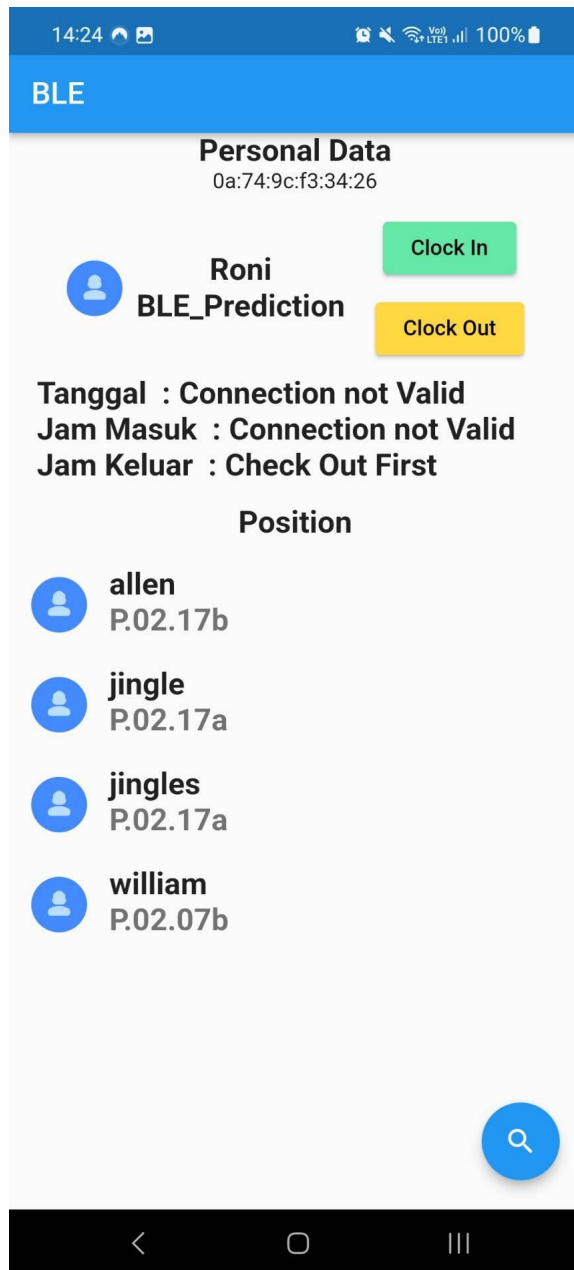 14:24
Vo)) LTE1 100%
BLE
Personal Data
0a:74:9c:f3:34:26
Clock In
Roni
BLE_Prediction
Clock Out
Tanggal : Connection not Valid
Jam Masuk : Connection not Valid
Jam Keluar : Check Out First
Position
allen
P.02.17b
jingle
P.02.17a
jingles
P.02.17a
william
P.02.07b